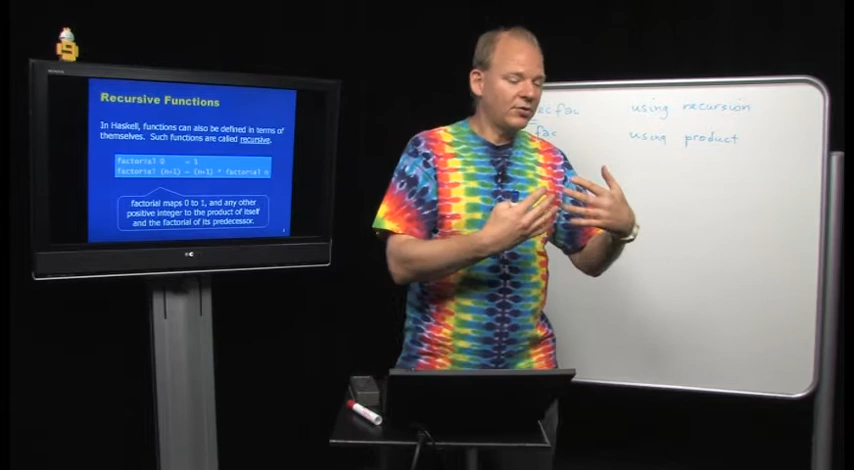 Recursive Functions
In Haskell, functions can also be defined in terms of
themselves. Such functions are called recursive.
factorial 0 = 1
factorial (n+1) = (n+1) * factorial n
factorial maps 0 to 1, and any other
positive integer to the product of itself
and the factorial of its predecessor.
recfac using recursion
fac using product